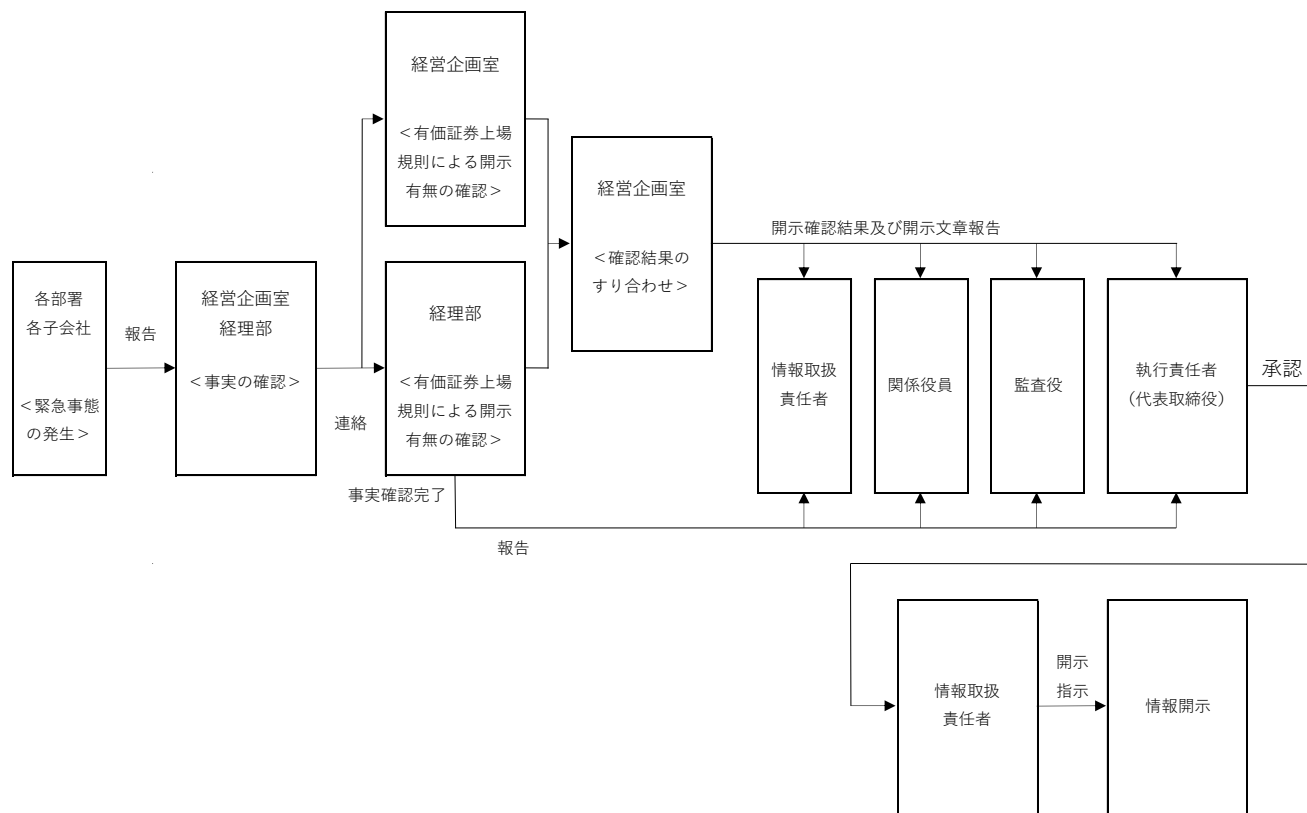 各部署
各子会社
＜緊急事態
の発生＞
報告
経営企画室
経理部
＜事実の確認＞
連絡
経営企画室
＜有価証券上場
規則による開示
有無の確認＞
経理部
＜有価証券上場
規則による開示
有無の確認＞
事実確認完了
報告
経営企画室
＜確認結果の
すり合わせ＞
開示確認結果及び開示文章報告
情報取扱
責任者
関係役員
監査役
執行責任者
（代表取締役）
承認
情報取扱
責任者
開示
指示
情報開示